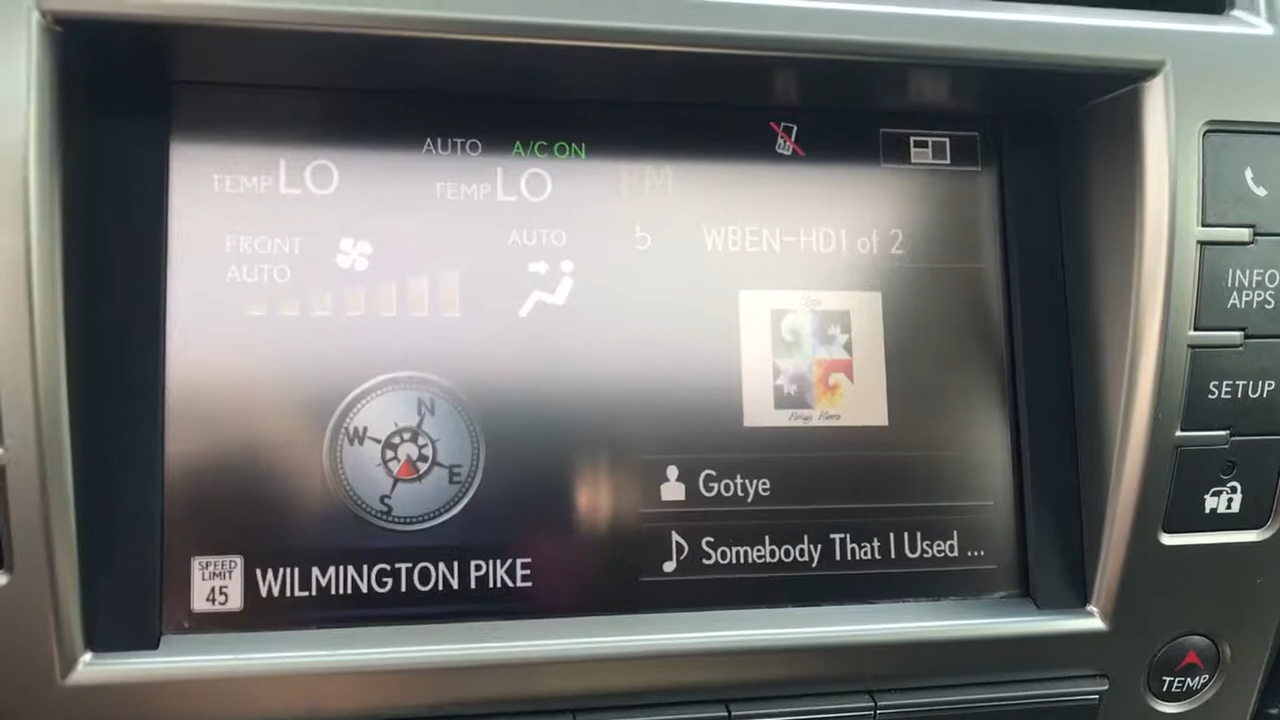 AUTO A/C ON
TEMP LO
TEMP LO
FM
FRONT
AUTO
AUTO
5 WBEN-HD1 of 2
N
W
E
S
Gotye
Somebody That I Used ...
SPEED
LIMIT
45
WILMINGTON PIKE
INFO
APPS
SETUP
TEMP